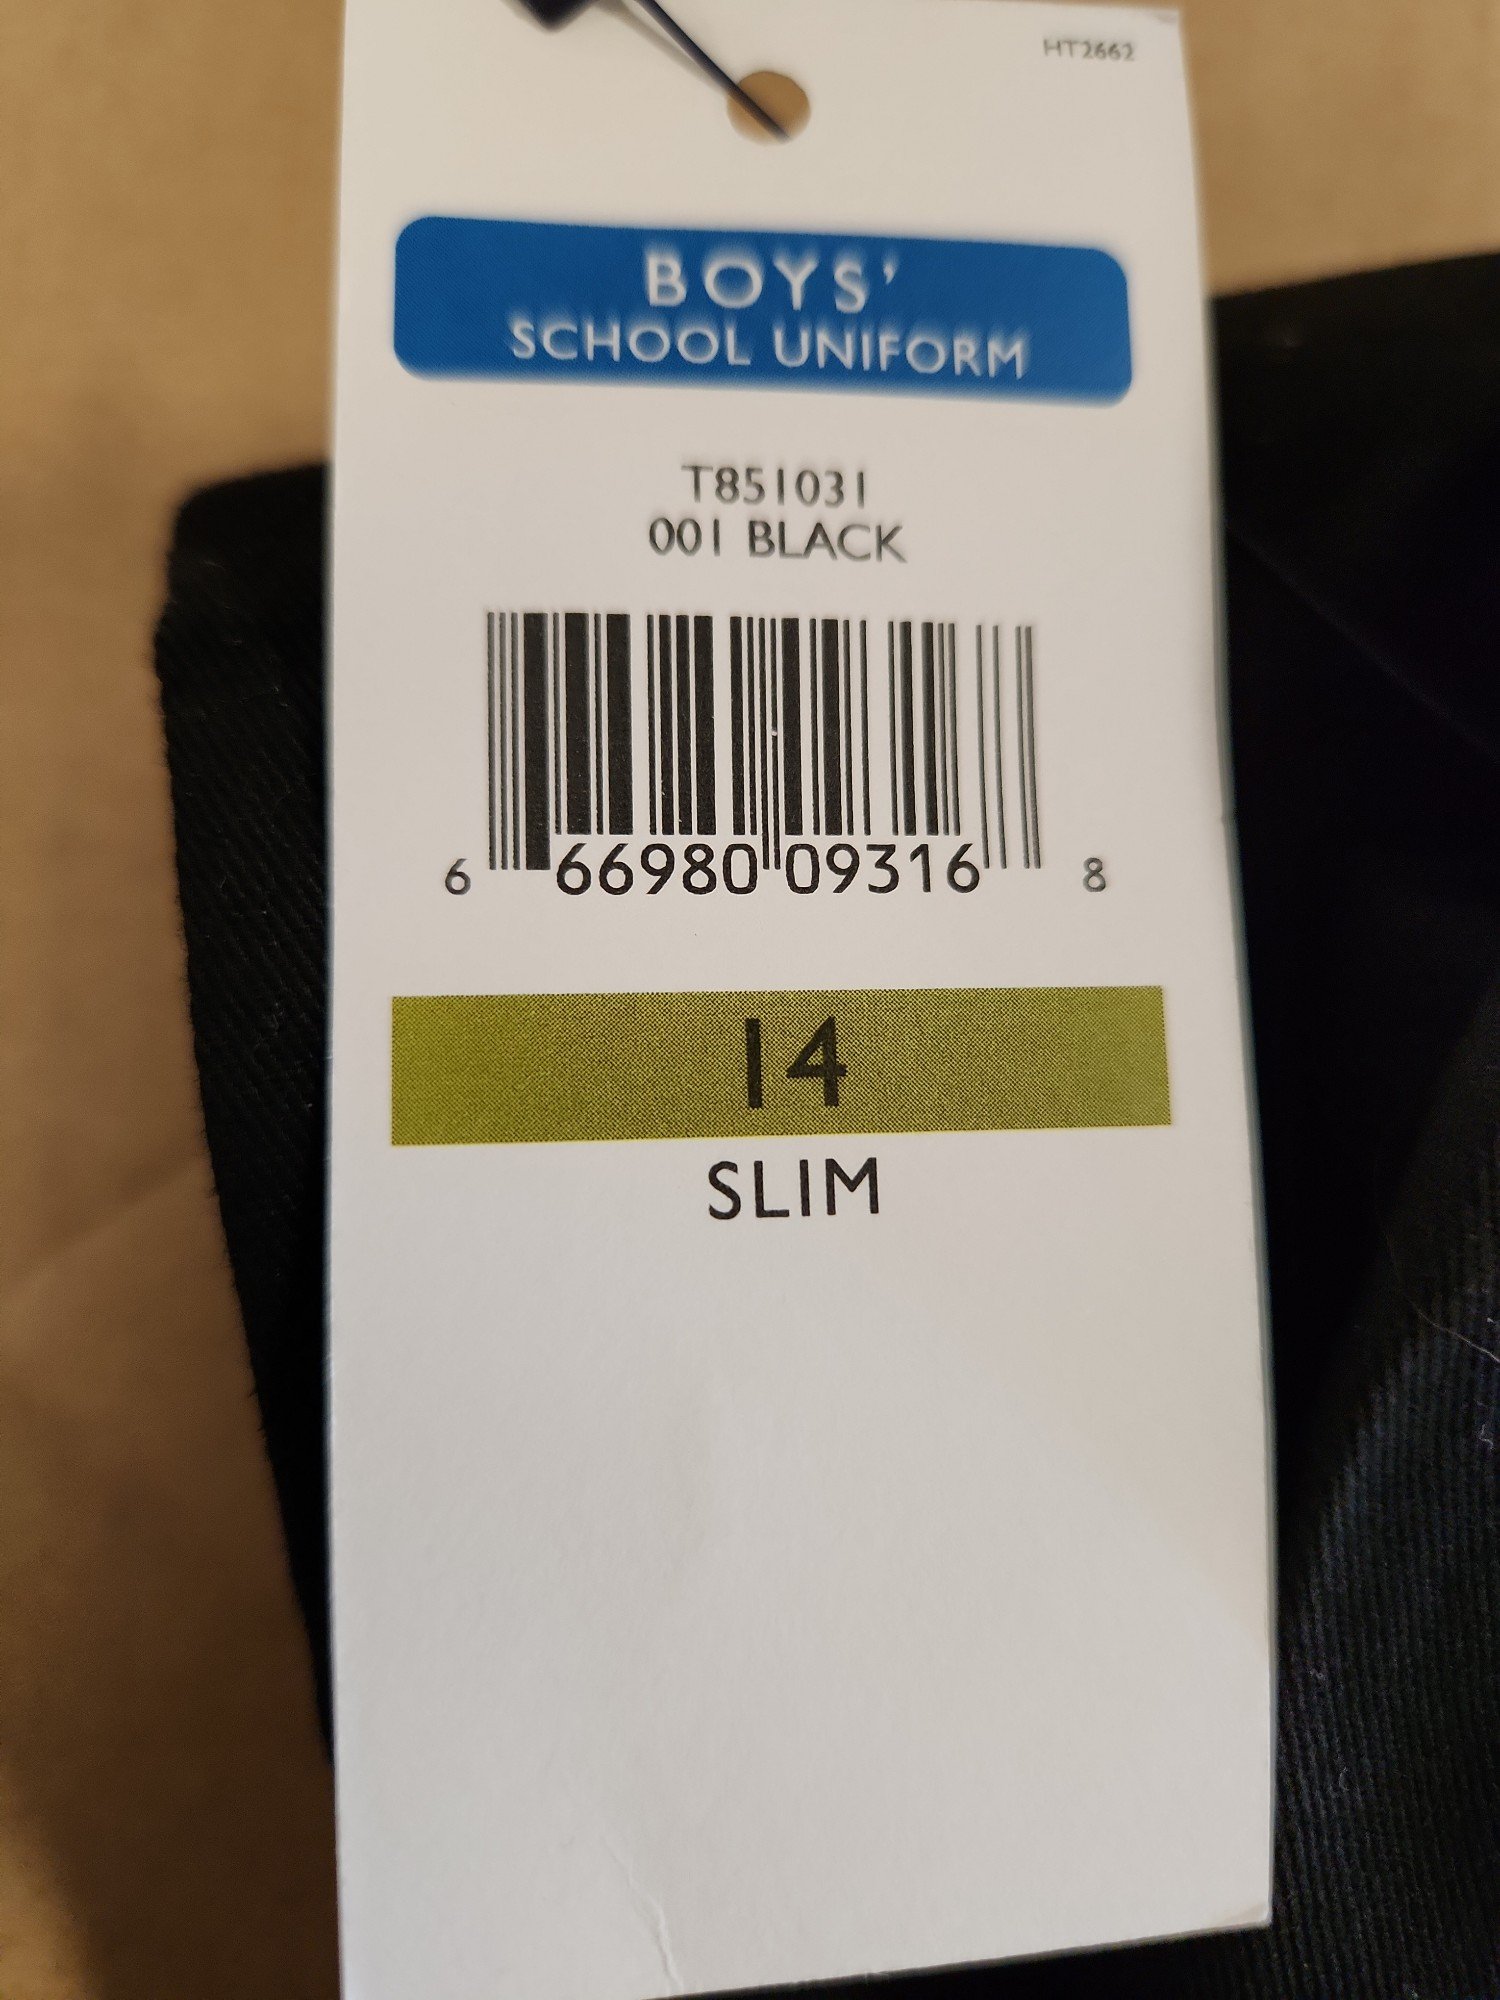 HT2662
BOYS'
SCHOOL UNIFORM
T851031
001 BLACK
6 66980 09316 8
14
SLIM